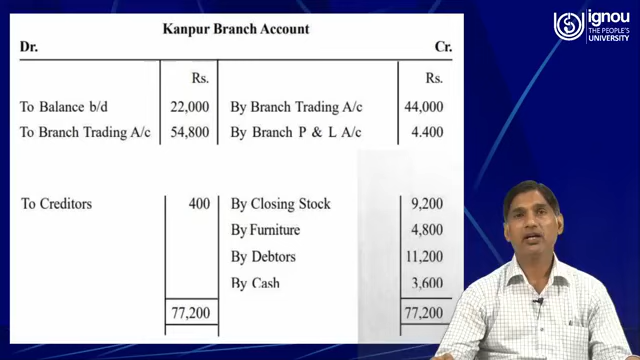 Kanpur Branch Account
Dr. Cr.
Rs. Rs.
To Balance b/d 22,000 By Branch Trading A/c 44,000
To Branch Trading A/c 54,800 By Branch P & L A/c 4.400
To Creditors 400 By Closing Stock 9,200
By Furniture 4,800
By Debtors 11,200
By Cash 3,600
77,200 77,200
ignou
THE PEOPLE'S
UNIVERSITY